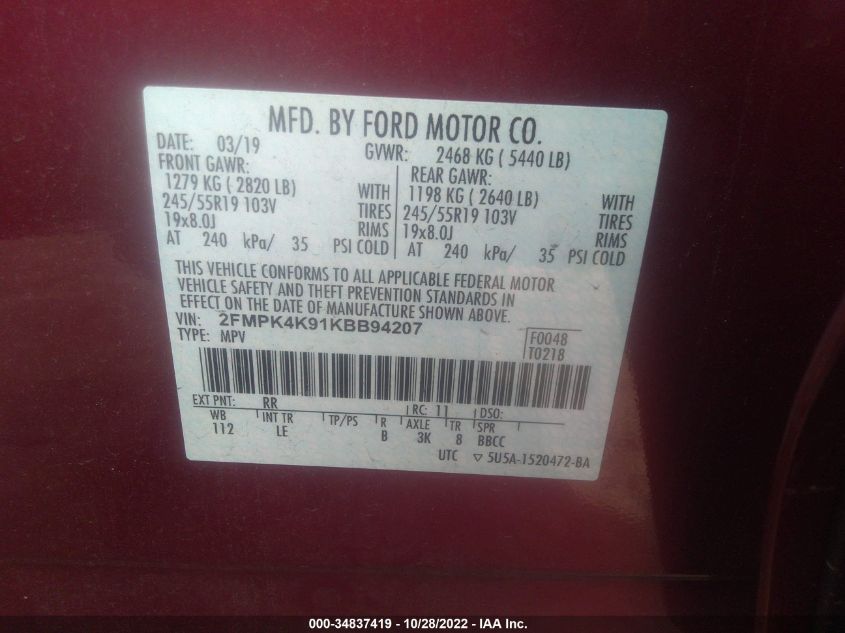 MFD. BY FORD MOTOR CO.
DATE: 03/19 GVWR: 2468 KG ( 5440 LB)
FRONT GAWR: REAR GAWR:
1279 KG ( 2820 LB) WITH 1198 KG ( 2640 LB) WITH
245/55R19 103V TIRES 245/55R19 103V TIRES
19x8.0J RIMS 19x8.0J RIMS
AT 240 kPa/ 35 PSI COLD AT 240 kPa/ 35 PSI COLD
THIS VEHICLE CONFORMS TO ALL APPLICABLE FEDERAL MOTOR
VEHICLE SAFETY AND THEFT PREVENTION STANDARDS IN
EFFECT ON THE DATE OF MANUFACTURE SHOWN ABOVE.
VIN: 2FMPK4K91KBB94207
TYPE: MPV F0048
T0218
EXT PNT: RR RC: 11 DSO:
WB INT TR TP/PS R AXLE TR SPR
112 LE B 3K 8 BBCC
UTC ▽ 5U5A-1520472-BA
000-34837419 - 10/28/2022 - IAA Inc.